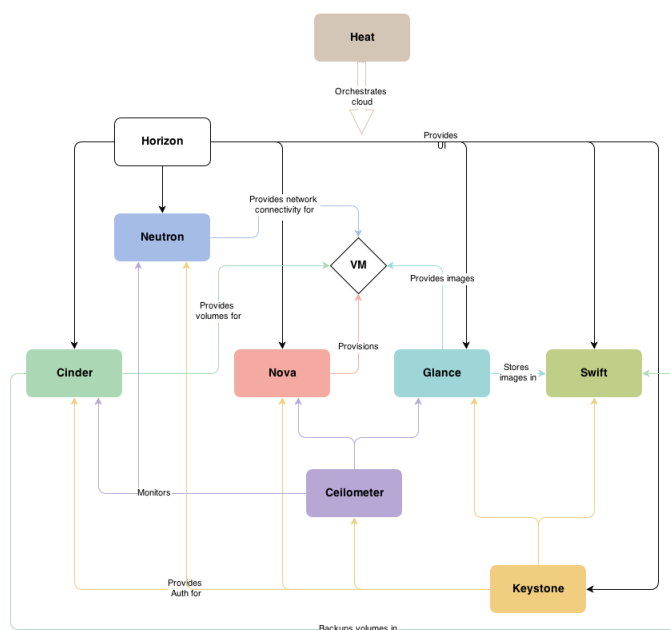 Heat
Orchestrates
cloud
Horizon
Provides
UI
Provides network
connectivity for
Neutron
VM
Provides images
Provides
volumes for
Provisions
Cinder
Nova
Glance
Stores
images in
Swift
Monitors
Ceilometer
Provides
Auth for
Keystone
Backups volumes in